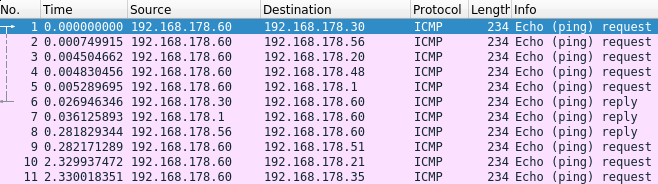 No. Time Source Destination Protocol Length Info
1 0.000000000 192.168.178.60 192.168.178.30 ICMP 234 Echo (ping) request
2 0.000749915 192.168.178.60 192.168.178.56 ICMP 234 Echo (ping) request
3 0.004504662 192.168.178.60 192.168.178.20 ICMP 234 Echo (ping) request
4 0.004830456 192.168.178.60 192.168.178.48 ICMP 234 Echo (ping) request
5 0.005289695 192.168.178.60 192.168.178.1 ICMP 234 Echo (ping) request
6 0.026946346 192.168.178.30 192.168.178.60 ICMP 234 Echo (ping) reply
7 0.036125893 192.168.178.1 192.168.178.60 ICMP 234 Echo (ping) reply
8 0.281829344 192.168.178.56 192.168.178.60 ICMP 234 Echo (ping) reply
9 0.282171289 192.168.178.60 192.168.178.51 ICMP 234 Echo (ping) request
10 2.329937472 192.168.178.60 192.168.178.21 ICMP 234 Echo (ping) request
11 2.330018351 192.168.178.60 192.168.178.35 ICMP 234 Echo (ping) request